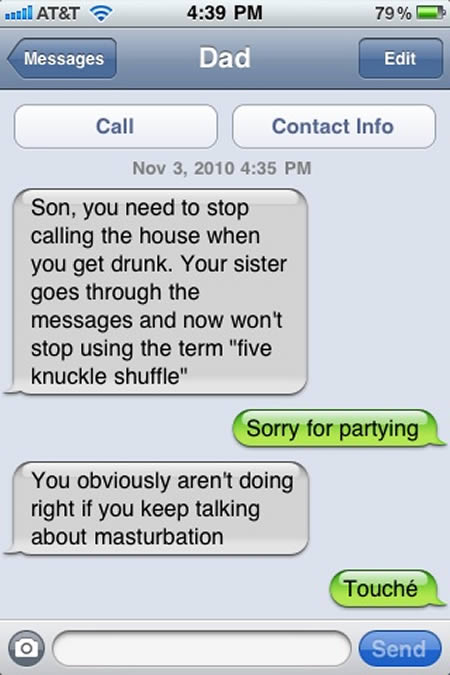 AT&T 4:39 PM 79%
Messages Dad Edit
Call Contact Info
Nov 3, 2010 4:35 PM
Son, you need to stop
calling the house when
you get drunk. Your sister
goes through the
messages and now won't
stop using the term "five
knuckle shuffle"
Sorry for partying
You obviously aren't doing
right if you keep talking
about masturbation
Touché
Send